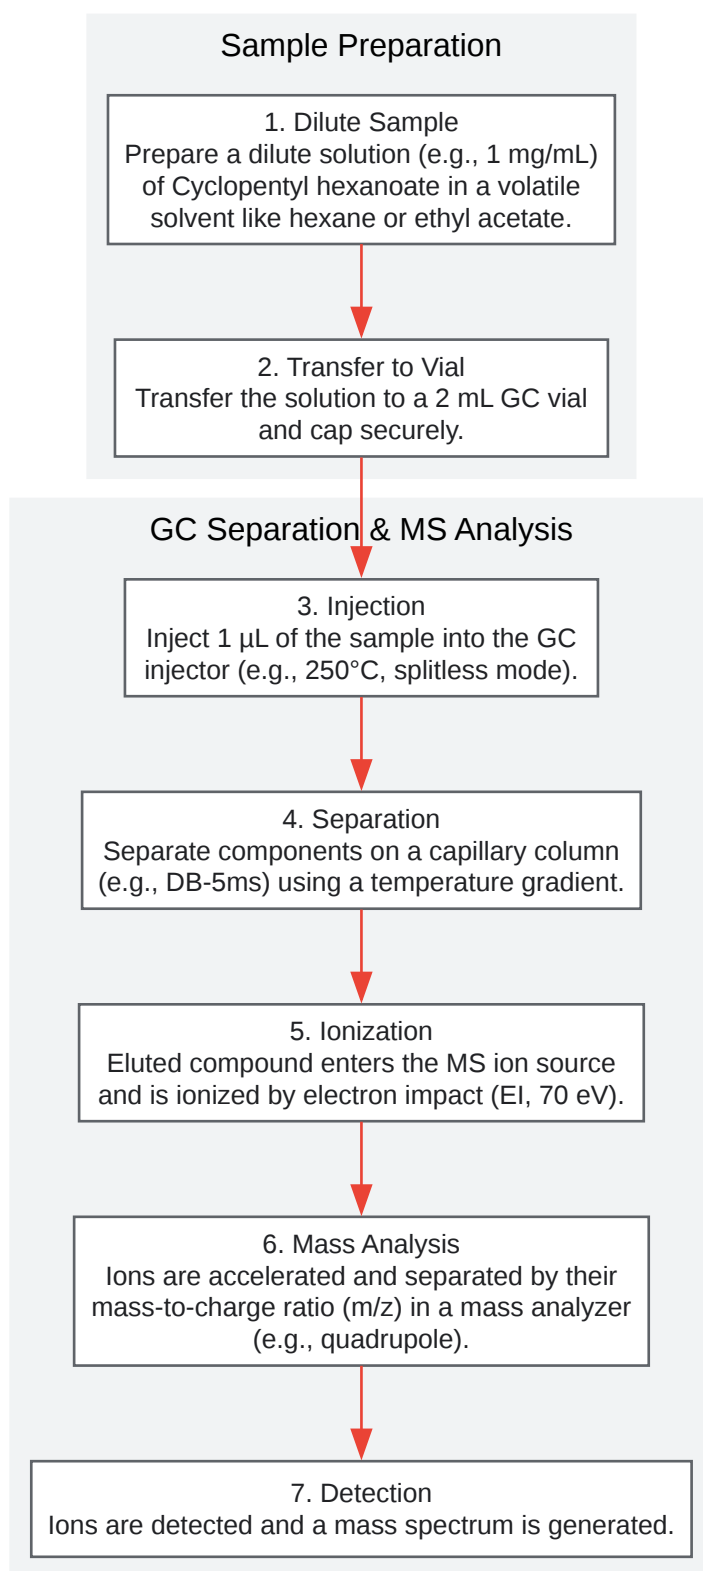 Sample Preparation
1. Dilute Sample
Prepare a dilute solution (e.g., 1 mg/mL)
of Cyclopentyl hexanoate in a volatile
solvent like hexane or ethyl acetate.
2. Transfer to Vial
Transfer the solution to a 2 mL GC vial
and cap securely.
GC Separation & MS Analysis
3. Injection
Inject 1 µL of the sample into the GC
injector (e.g., 250°C, splitless mode).
4. Separation
Separate components on a capillary column
(e.g., DB-5ms) using a temperature gradient.
5. Ionization
Eluted compound enters the MS ion source
and is ionized by electron impact (EI, 70 eV).
6. Mass Analysis
Ions are accelerated and separated by their
mass-to-charge ratio (m/z) in a mass analyzer
(e.g., quadrupole).
7. Detection
Ions are detected and a mass spectrum is generated.